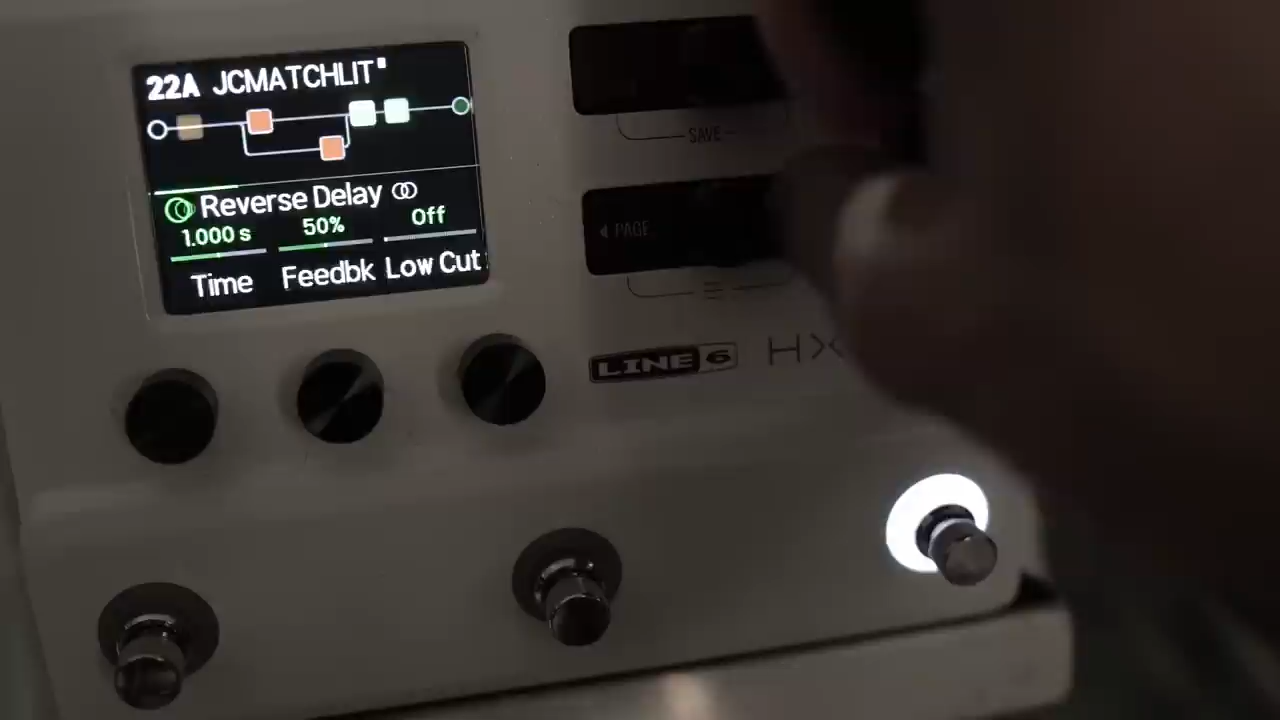 22A JCMATCHLIT
Reverse Delay
1.000 s 50% Off
Time Feedbk Low Cut
SAVE
PAGE
LINE 6 HX